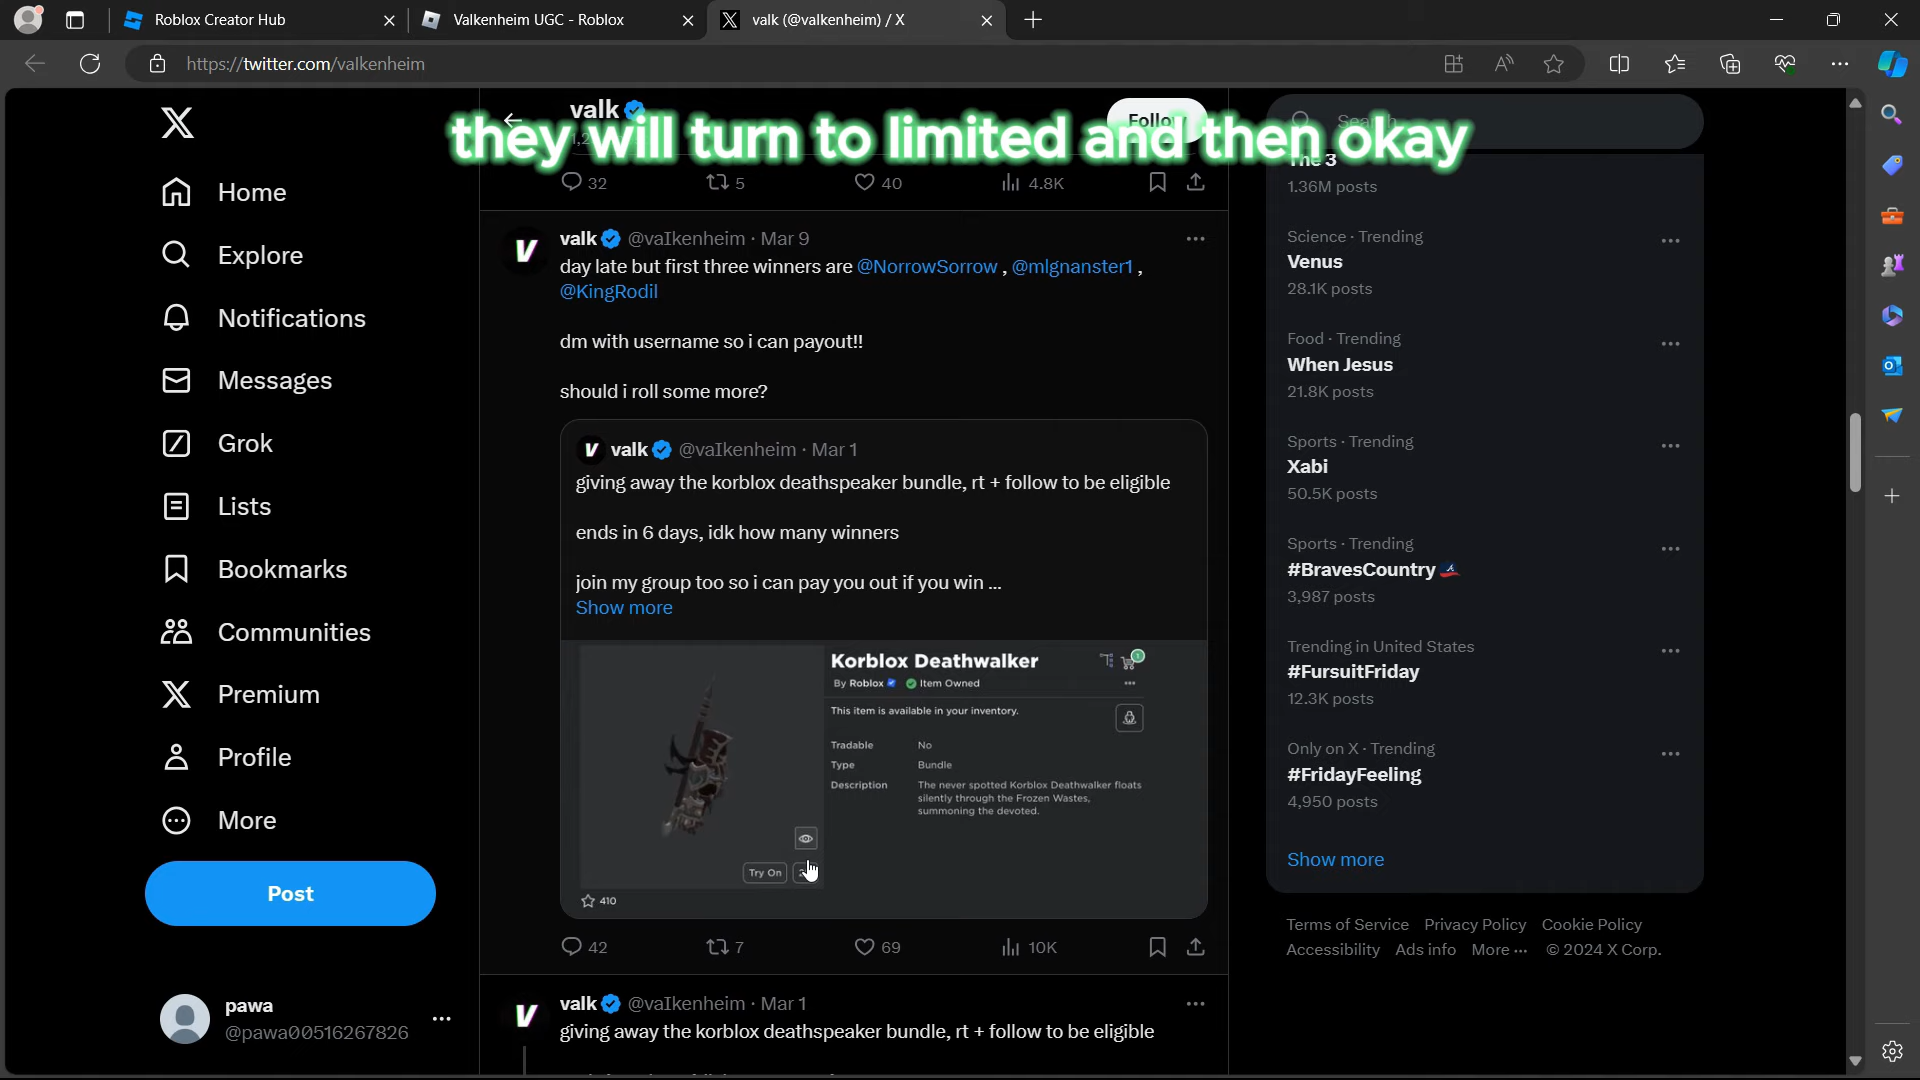 Roblox Creator Hub
Valkenheim UGC - Roblox
valk (@valkenheim) / X
https://twitter.com/valkenheim
they will turn to limited and then okay
valk
Follow
Search
Home
Explore
Notifications
Messages
Grok
Lists
Bookmarks
Communities
Premium
Profile
More
Post
pawa
@pawa00516267826
32
5
40
4.8K
valk @vaIkenheim · Mar 9
day late but first three winners are @NorrowSorrow , @mlgnanster1 ,
@KingRodil
dm with username so i can payout!!
should i roll some more?
valk @vaIkenheim · Mar 1
giving away the korblox deathspeaker bundle, rt + follow to be eligible
ends in 6 days, idk how many winners
join my group too so i can pay you out if you win ...
Show more
Korblox Deathwalker
1
By Roblox Item Owned
This item is available in your inventory.
Tradable No
Type Bundle
Description The never spotted Korblox Deathwalker floats
silently through the Frozen Wastes,
summoning the devoted.
Try On
410
42
7
69
10K
valk @vaIkenheim · Mar 1
giving away the korblox deathspeaker bundle, rt + follow to be eligible
The 3
1.36M posts
Science · Trending
Venus
28.1K posts
Food · Trending
When Jesus
21.8K posts
Sports · Trending
Xabi
50.5K posts
Sports · Trending
#BravesCountry
3,987 posts
Trending in United States
#FursuitFriday
12.3K posts
Only on X · Trending
#FridayFeeling
4,950 posts
Show more
Terms of Service Privacy Policy Cookie Policy
Accessibility Ads info More ··· © 2024 X Corp.